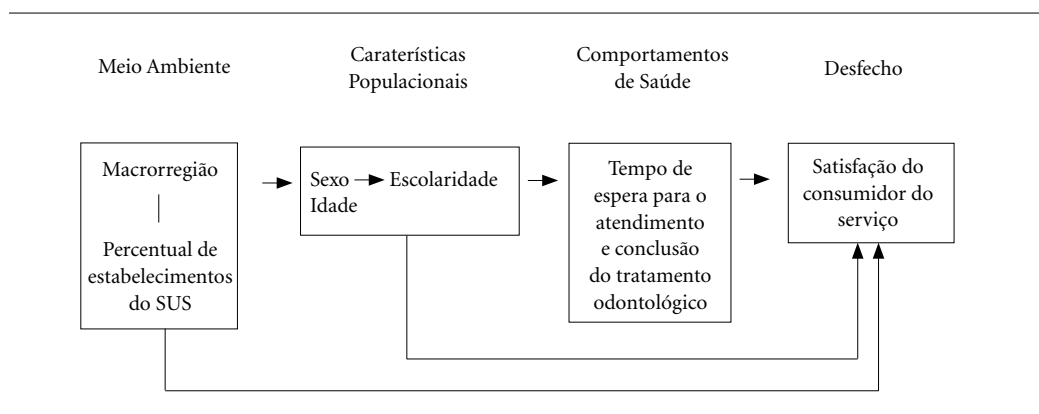 Meio Ambiente
Caraterísticas
Populacionais
Comportamentos
de Saúde
Desfecho
Macrorregião
Percentual de
estabelecimentos
do SUS
Sexo Escolaridade
Idade
Tempo de
espera para o
atendimento
e conclusão
do tratamento
odontológico
Satisfação do
consumidor do
serviço